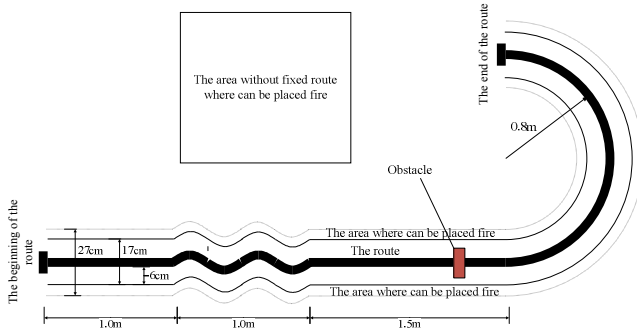 The area without fixed route
where can be placed fire
The end of the route
0.8m
Obstacle
The beginning of the
route
27cm
17cm
6cm
The area where can be placed fire
The route
The area where can be placed fire
1.0m
1.0m
1.5m